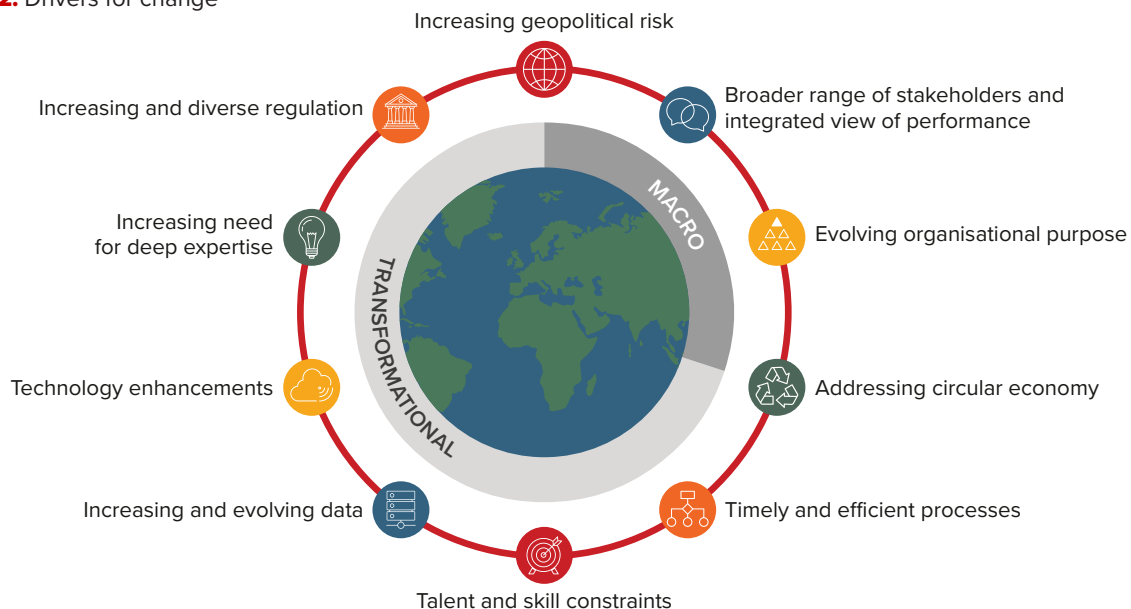 2. Drivers for change
Increasing geopolitical risk
Broader range of stakeholders and
integrated view of performance
Evolving organisational purpose
Addressing circular economy
Timely and efficient processes
Talent and skill constraints
Increasing and evolving data
Technology enhancements
Increasing need
for deep expertise
Increasing and diverse regulation
MACRO
TRANSFORMATIONAL